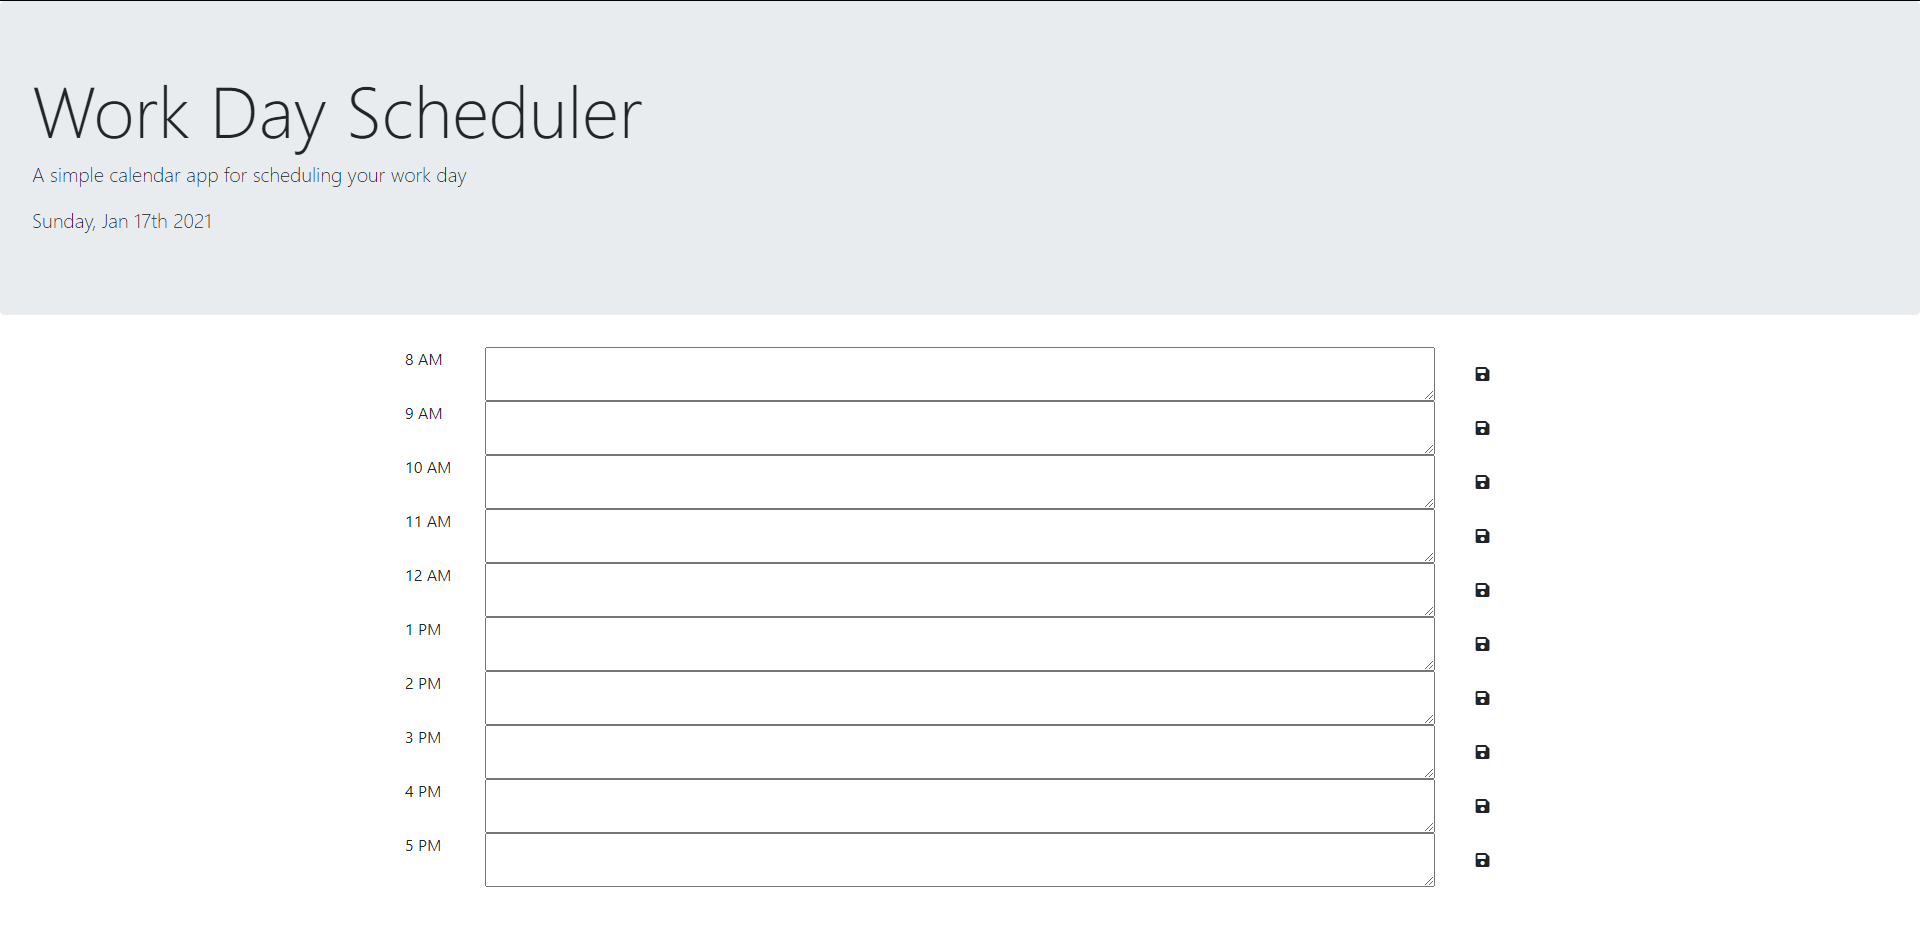 Work Day Scheduler
A simple calendar app for scheduling your work day
Sunday, Jan 17th 2021
8 AM
9 AM
10 AM
11 AM
12 AM
1 PM
2 PM
3 PM
4 PM
5 PM